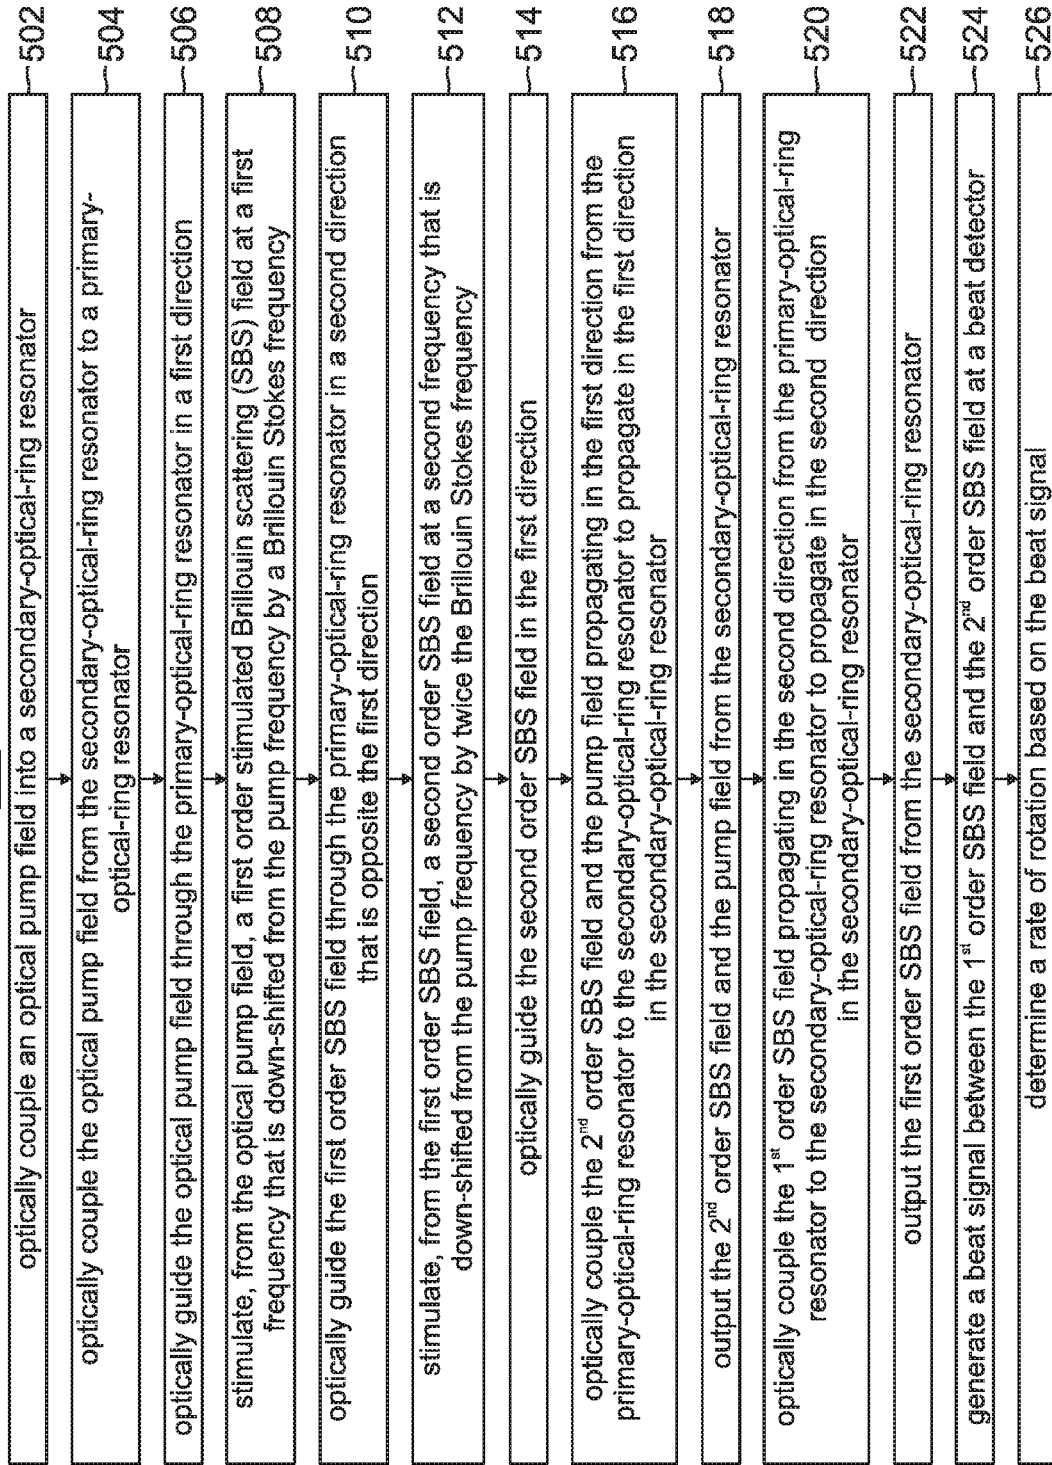 optically couple an optical pump field into a secondary-optical-ring resonator
502
optically couple the optical pump field from the secondary-optical-ring resonator to a primary-
optical-ring resonator
504
optically guide the optical pump field through the primary-optical-ring resonator in a first direction
506
stimulate, from the optical pump field, a first order stimulated Brillouin scattering (SBS) field at a first
frequency that is down-shifted from the pump frequency by a Brillouin Stokes frequency
508
optically guide the first order SBS field through the primary-optical-ring resonator in a second direction
that is opposite the first direction
510
stimulate, from the first order SBS field, a second order SBS field at a second frequency that is
down-shifted from the pump frequency by twice the Brillouin Stokes frequency
512
optically guide the second order SBS field in the first direction
514
optically couple the 2nd order SBS field and the pump field propagating in the first direction from the
primary-optical-ring resonator to the secondary-optical-ring resonator to propagate in the first direction
in the secondary-optical-ring resonator
516
output the 2nd order SBS field and the pump field from the secondary-optical-ring resonator
518
optically couple the 1st order SBS field propagating in the second direction from the primary-optical-ring
resonator to the secondary-optical-ring resonator to propagate in the second direction
in the secondary-optical-ring resonator
520
output the first order SBS field from the secondary-optical-ring resonator
522
generate a beat signal between the 1st order SBS field and the 2nd order SBS field at a beat detector
524
determine a rate of rotation based on the beat signal
526